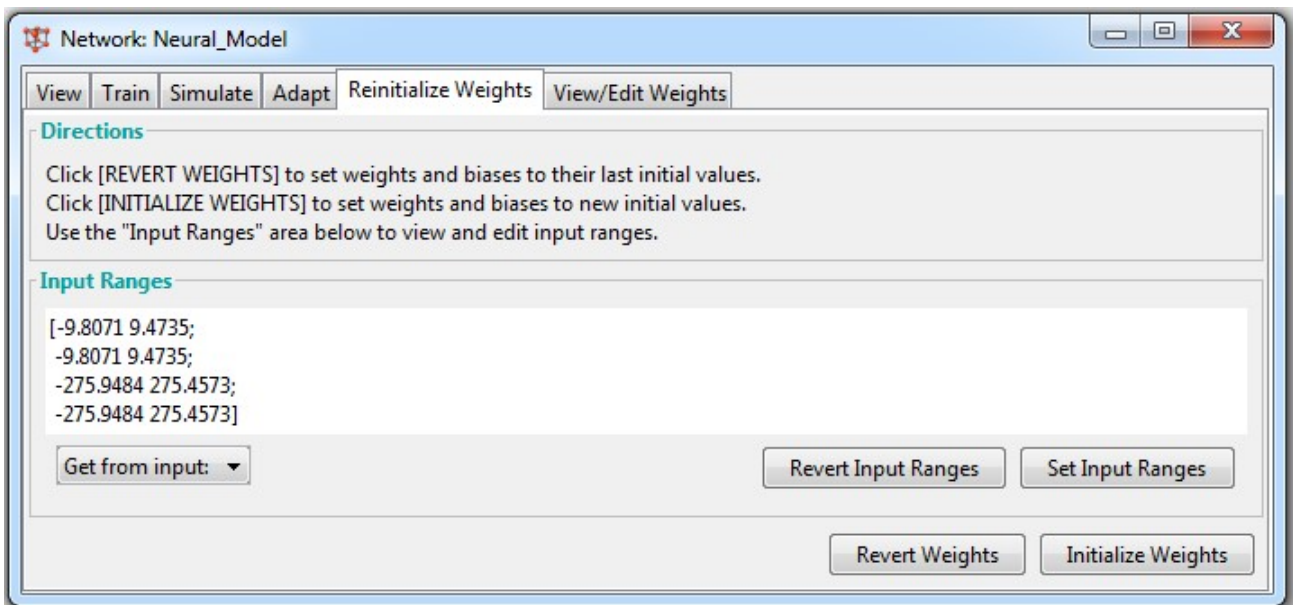 Network: Neural_Model
View Train Simulate Adapt Reinitialize Weights View/Edit Weights
Directions
Click [REVERT WEIGHTS] to set weights and biases to their last initial values.
Click [INITIALIZE WEIGHTS] to set weights and biases to new initial values.
Use the "Input Ranges" area below to view and edit input ranges.
Input Ranges
[-9.8071 9.4735;
-9.8071 9.4735;
-275.9484 275.4573;
-275.9484 275.4573]
Get from input: Revert Input Ranges Set Input Ranges
Revert Weights Initialize Weights